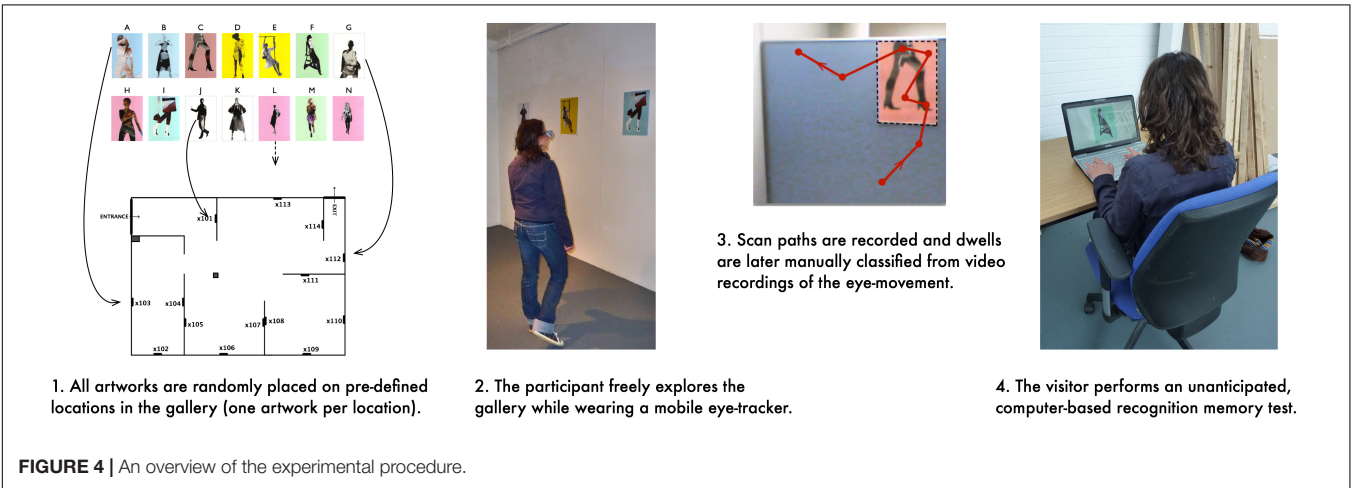 A B C D E F G
H I J K L M N
ENTRANCE
EXIT
x113
x101
x114
x112
x111
x103
x104
x105
x107
x108
x110
x102
x106
x109
1. All artworks are randomly placed on pre-defined
locations in the gallery (one artwork per location).
2. The participant freely explores the
gallery while wearing a mobile eye-tracker.
3. Scan paths are recorded and dwells
are later manually classified from video
recordings of the eye-movement.
4. The visitor performs an unanticipated,
computer-based recognition memory test.
FIGURE 4 | An overview of the experimental procedure.